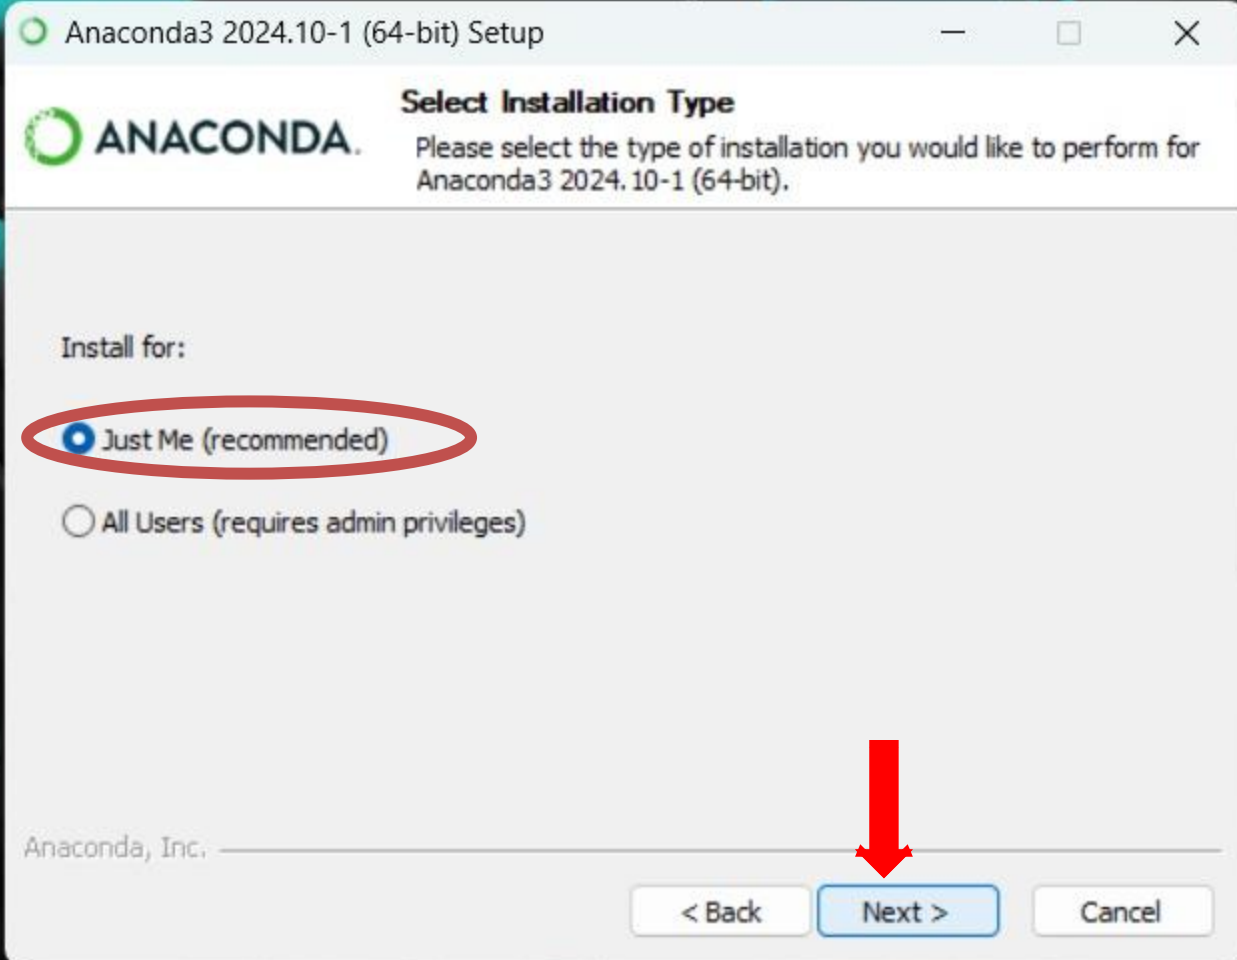 Anaconda3 2024.10-1 (64-bit) Setup
ANACONDA.
Select Installation Type
Please select the type of installation you would like to perform for
Anaconda3 2024.10-1 (64-bit).
Install for:
Just Me (recommended)
All Users (requires admin privileges)
Anaconda, Inc.
< Back
Next >
Cancel